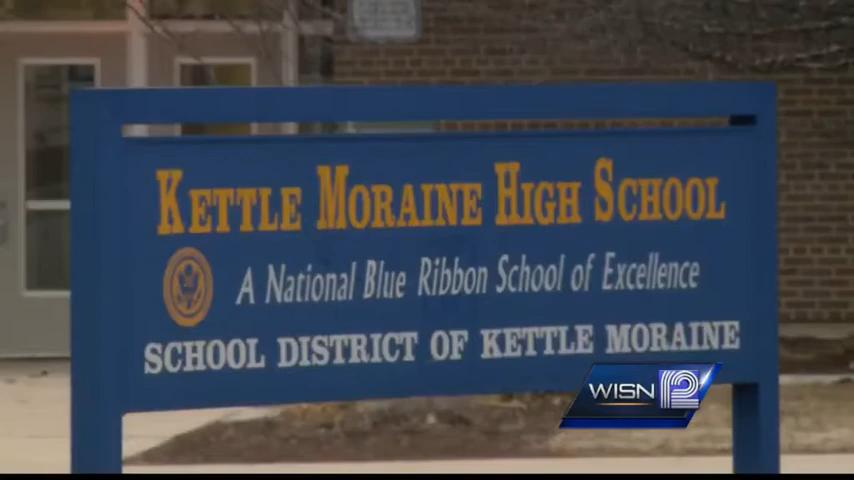 KETTLE MORAINE HIGH SCHOOL
A National Blue Ribbon School of Excellence
SCHOOL DISTRICT OF KETTLE MORAINE
WISN 12